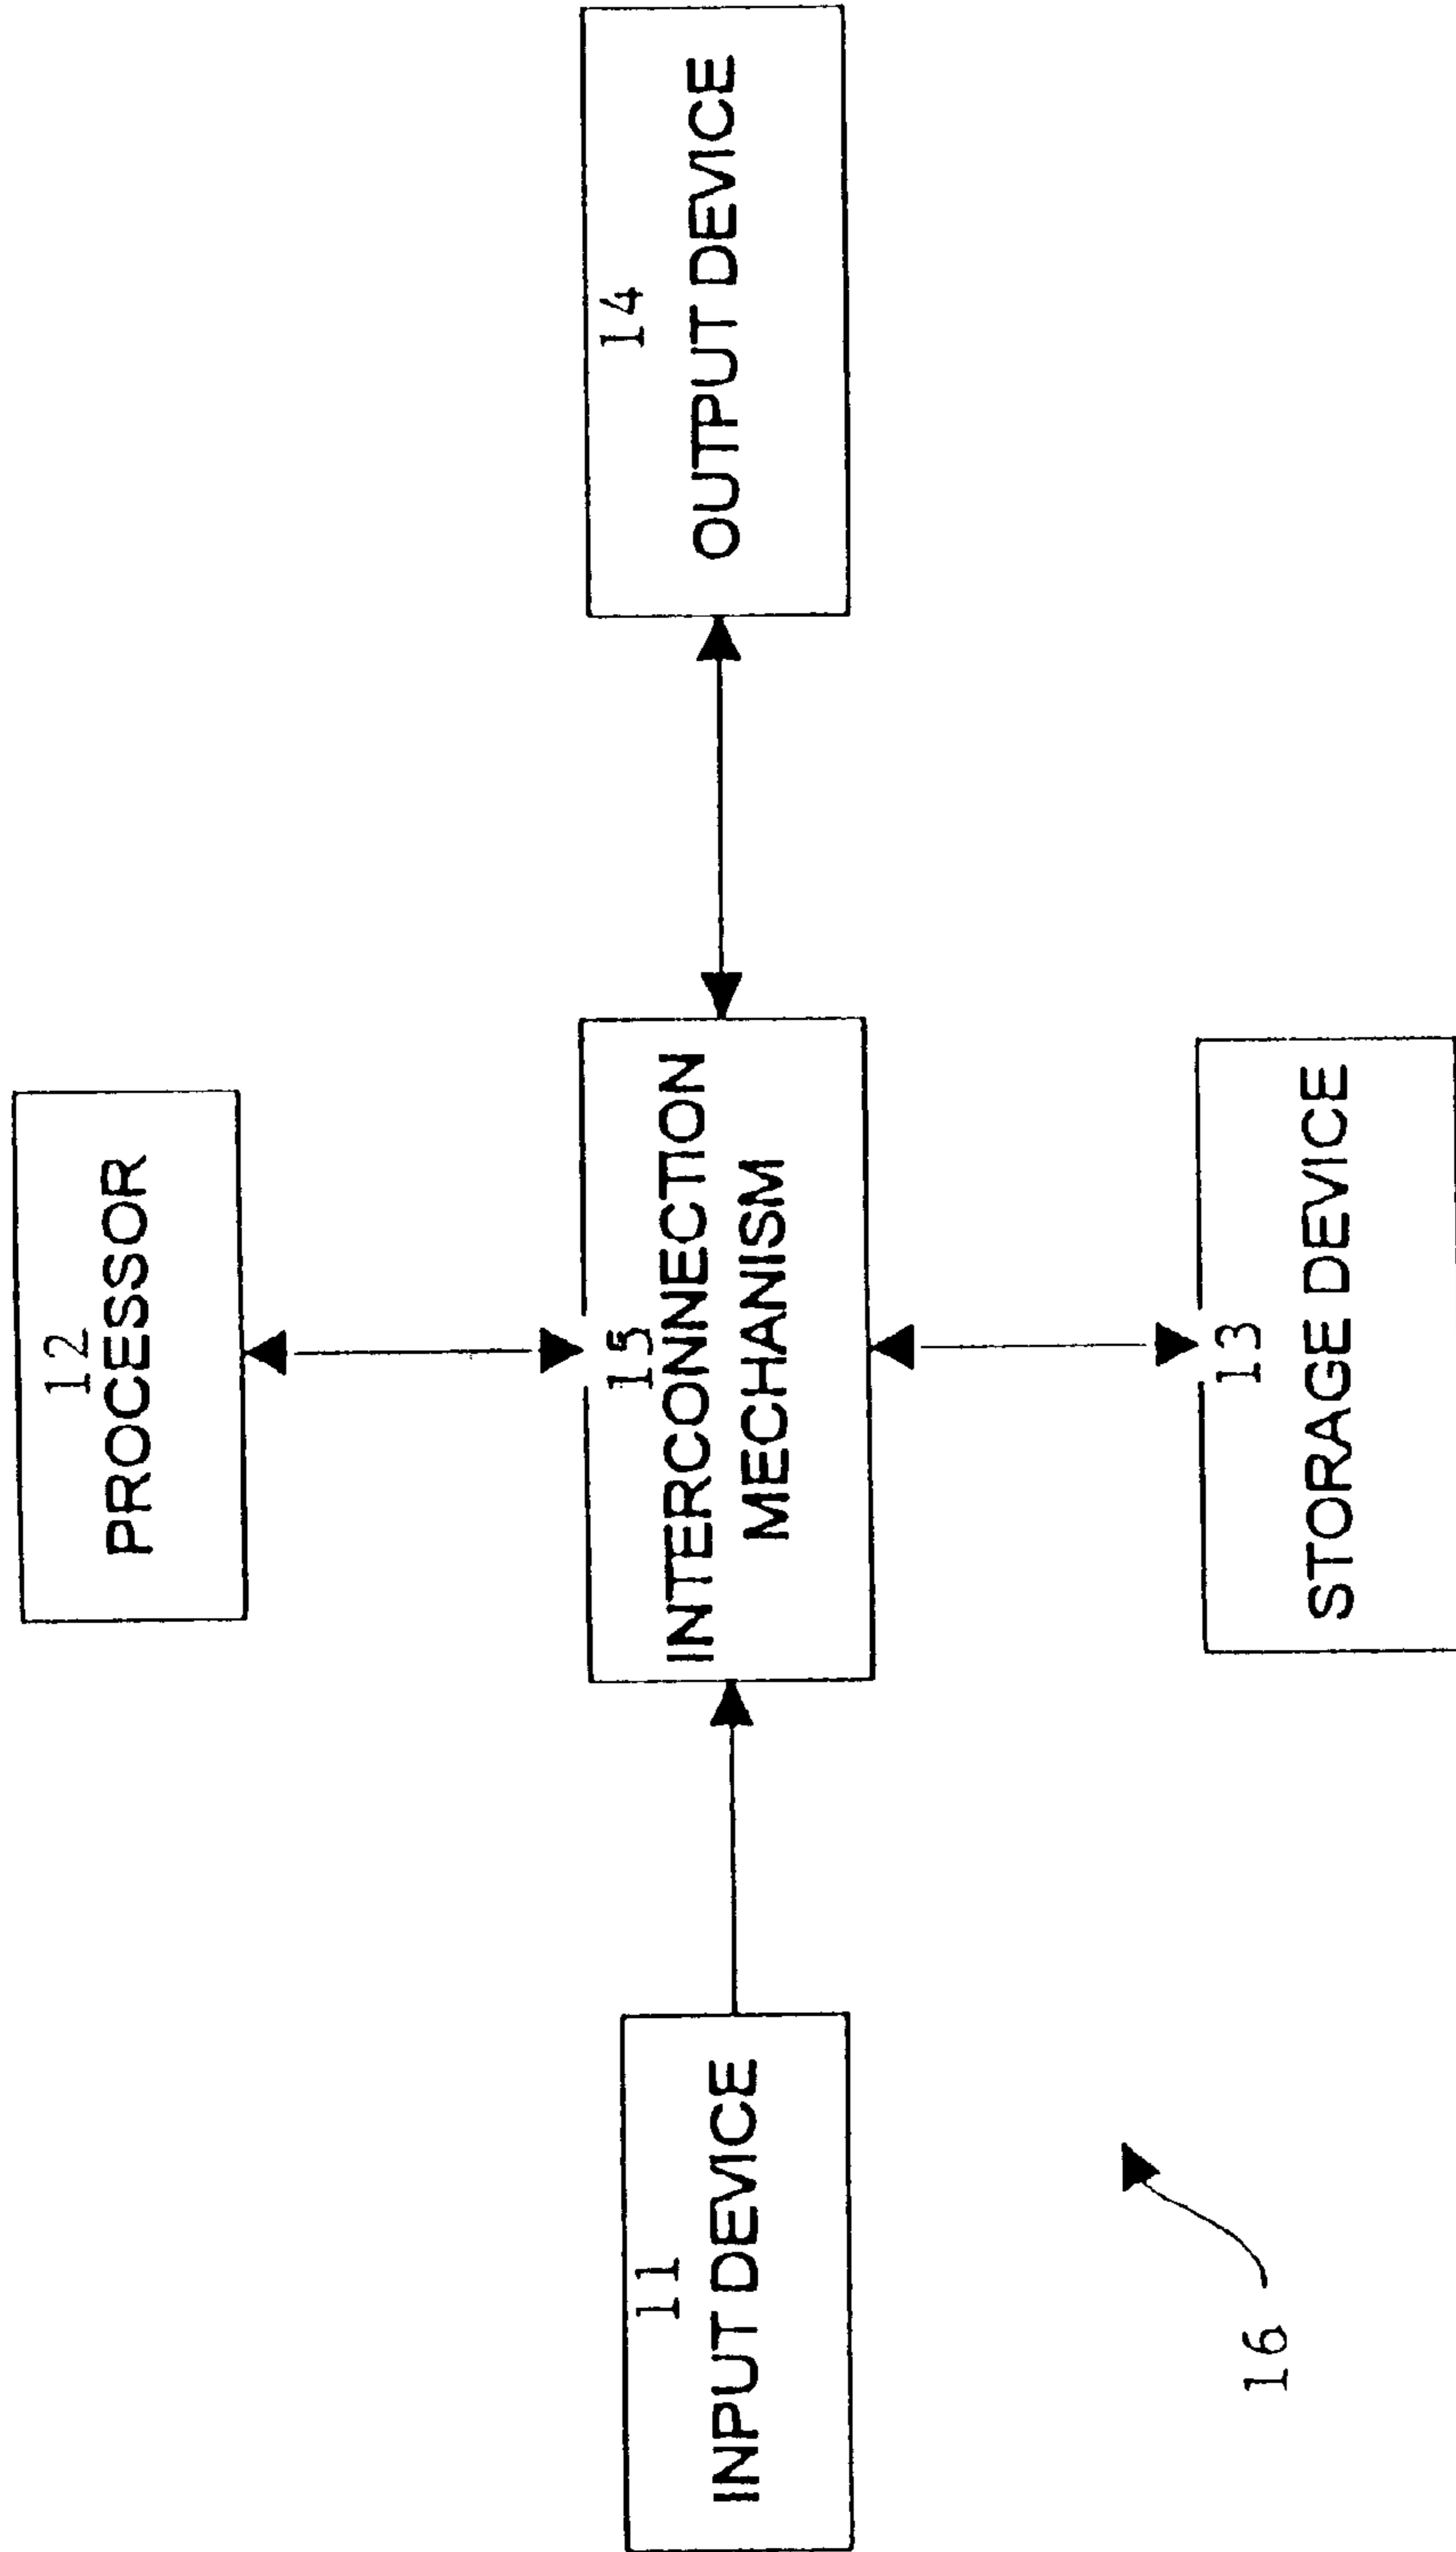 12
PROCESSOR
11
INPUT DEVICE
15
INTERCONNECTION
MECHANISM
14
OUTPUT DEVICE
13
STORAGE DEVICE
16